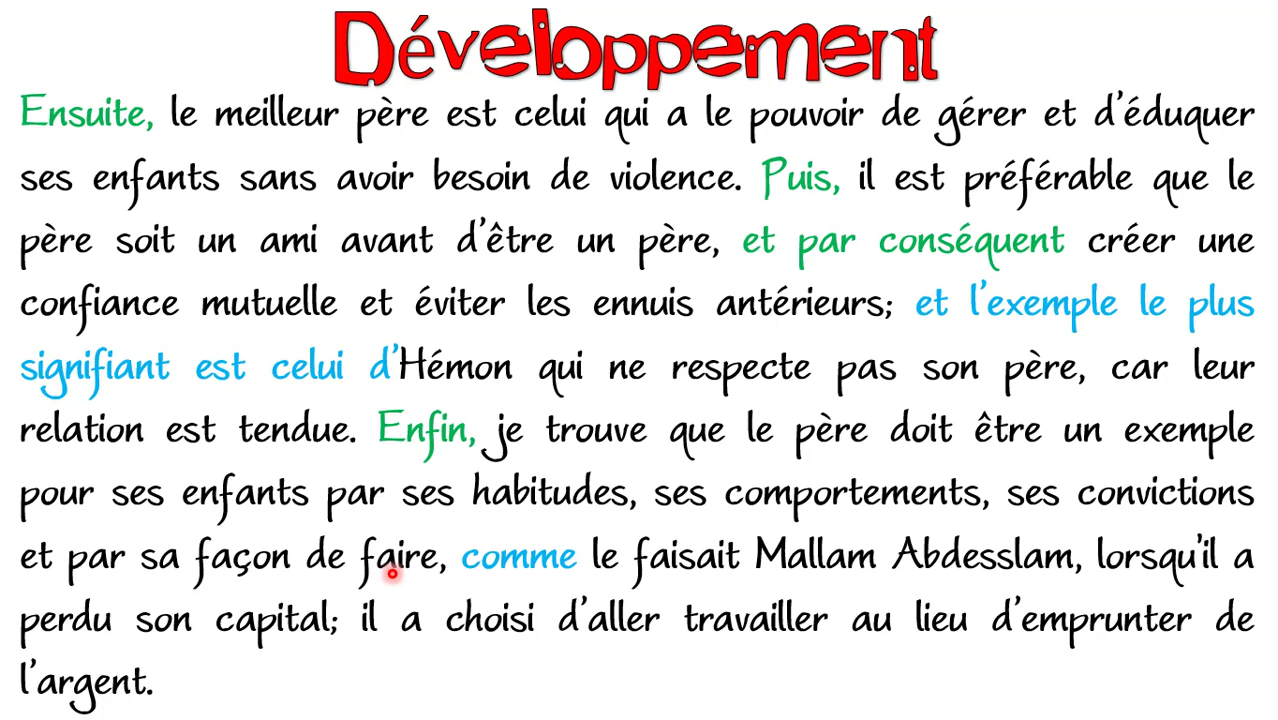 Développement
Ensuite, le meilleur père est celui qui a le pouvoir de gérer et d'éduquer
ses enfants sans avoir besoin de violence. Puis, il est préférable que le
père soit un ami avant d'être un père, et par conséquent créer une
confiance mutuelle et éviter les ennuis antérieurs; et l'exemple le plus
signifiant est celui d'Hémon qui ne respecte pas son père, car leur
relation est tendue. Enfin, je trouve que le père doit être un exemple
pour ses enfants par ses habitudes, ses comportements, ses convictions
et par sa façon de faire, comme le faisait Mallam Abdesslam, lorsqu'il a
perdu son capital; il a choisi d'aller travailler au lieu d'emprunter de
l'argent.